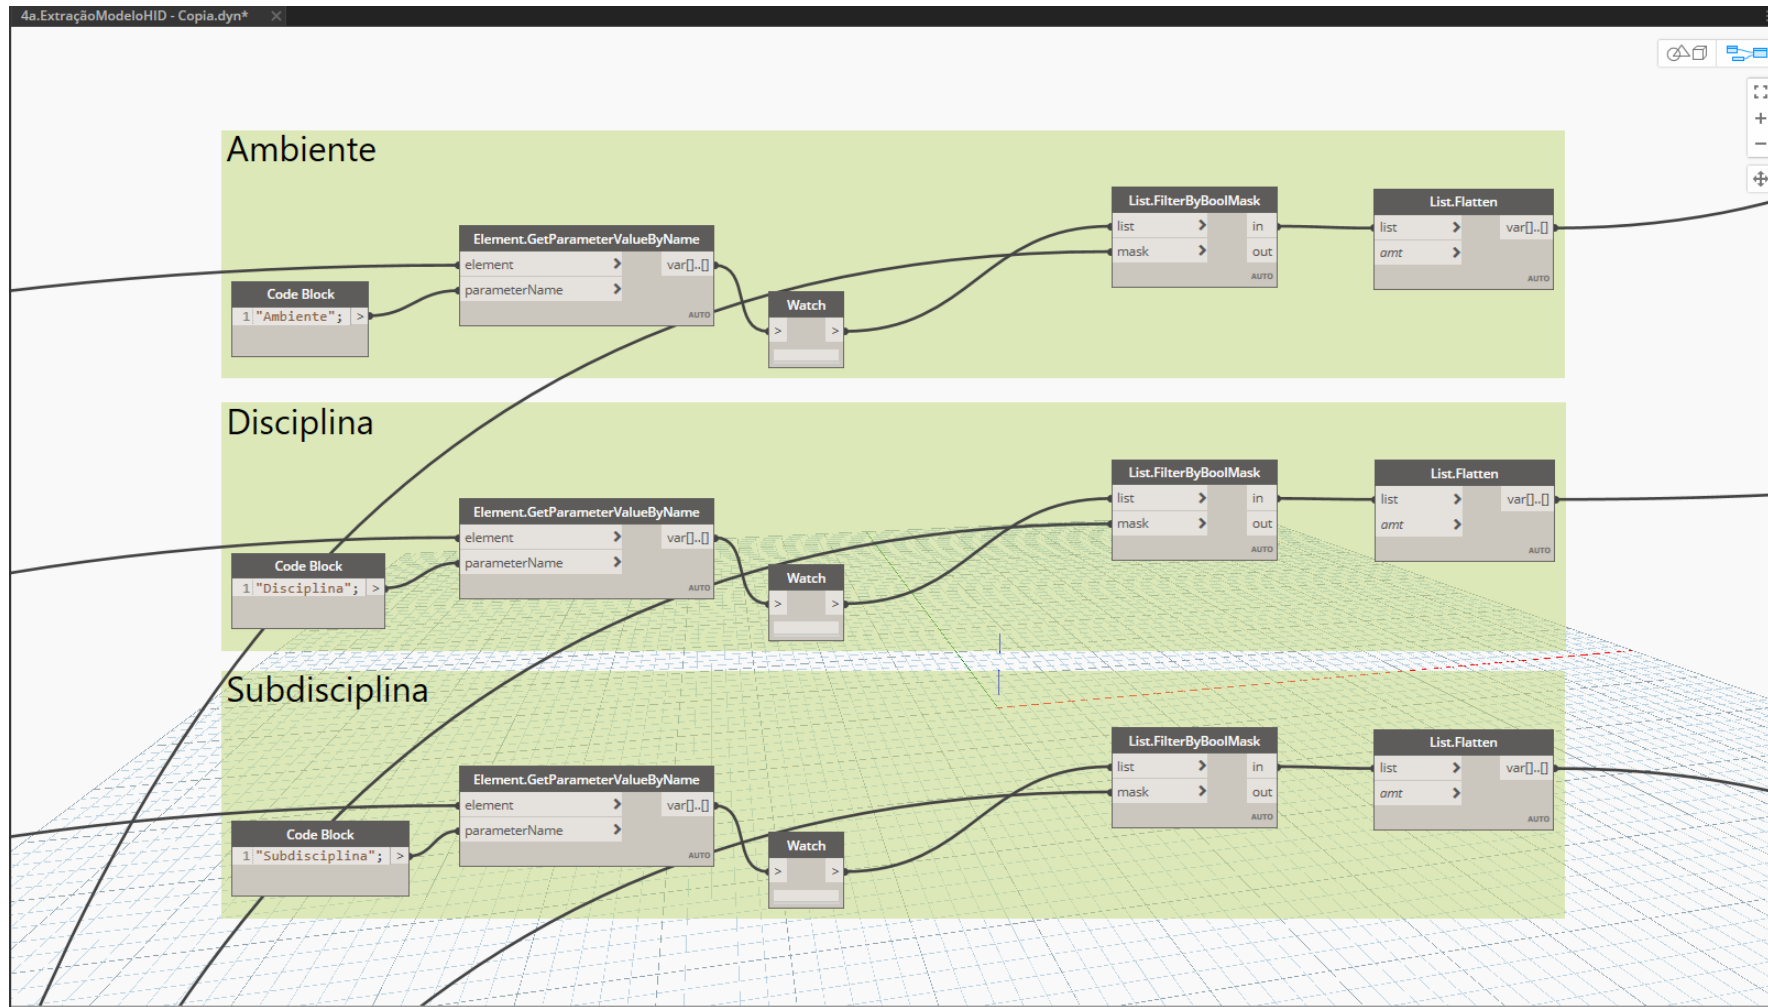 4a.ExtraçãoModeloHID - Copia.dyn*
Ambiente
Code Block
1 "Ambiente"; >
Element.GetParameterValueByName
element > var[]..[]
parameterName >
AUTO
Watch
> >
List.FilterByBoolMask
list > in
mask > out
AUTO
List.Flatten
list > var[]..[]
amt >
AUTO
Disciplina
Code Block
1 "Disciplina"; >
Element.GetParameterValueByName
element > var[]..[]
parameterName >
AUTO
Watch
> >
List.FilterByBoolMask
list > in
mask > out
AUTO
List.Flatten
list > var[]..[]
amt >
AUTO
Subdisciplina
Code Block
1 "Subdisciplina"; >
Element.GetParameterValueByName
element > var[]..[]
parameterName >
AUTO
Watch
> >
List.FilterByBoolMask
list > in
mask > out
AUTO
List.Flatten
list > var[]..[]
amt >
AUTO